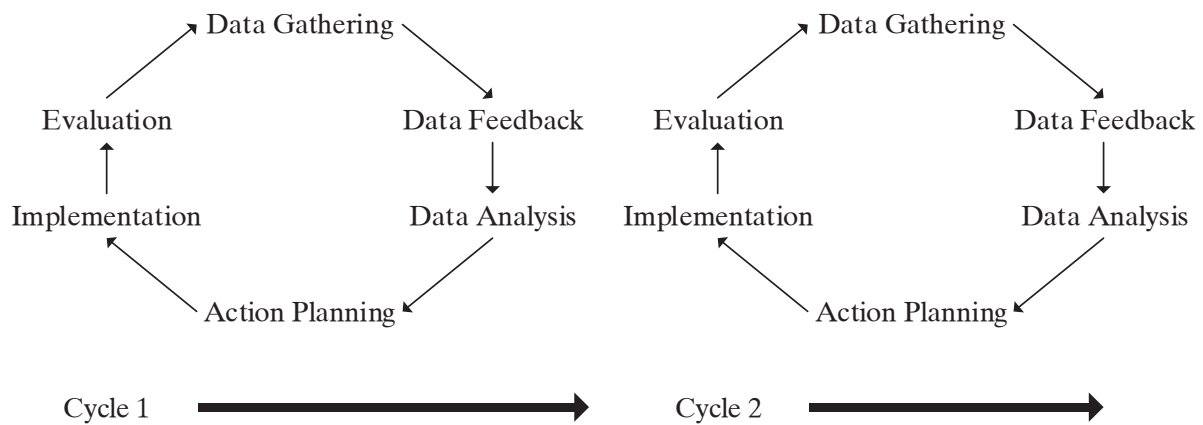 Data Gathering
Evaluation
Data Feedback
Implementation
Data Analysis
Action Planning
Cycle 1
Data Gathering
Evaluation
Data Feedback
Implementation
Data Analysis
Action Planning
Cycle 2